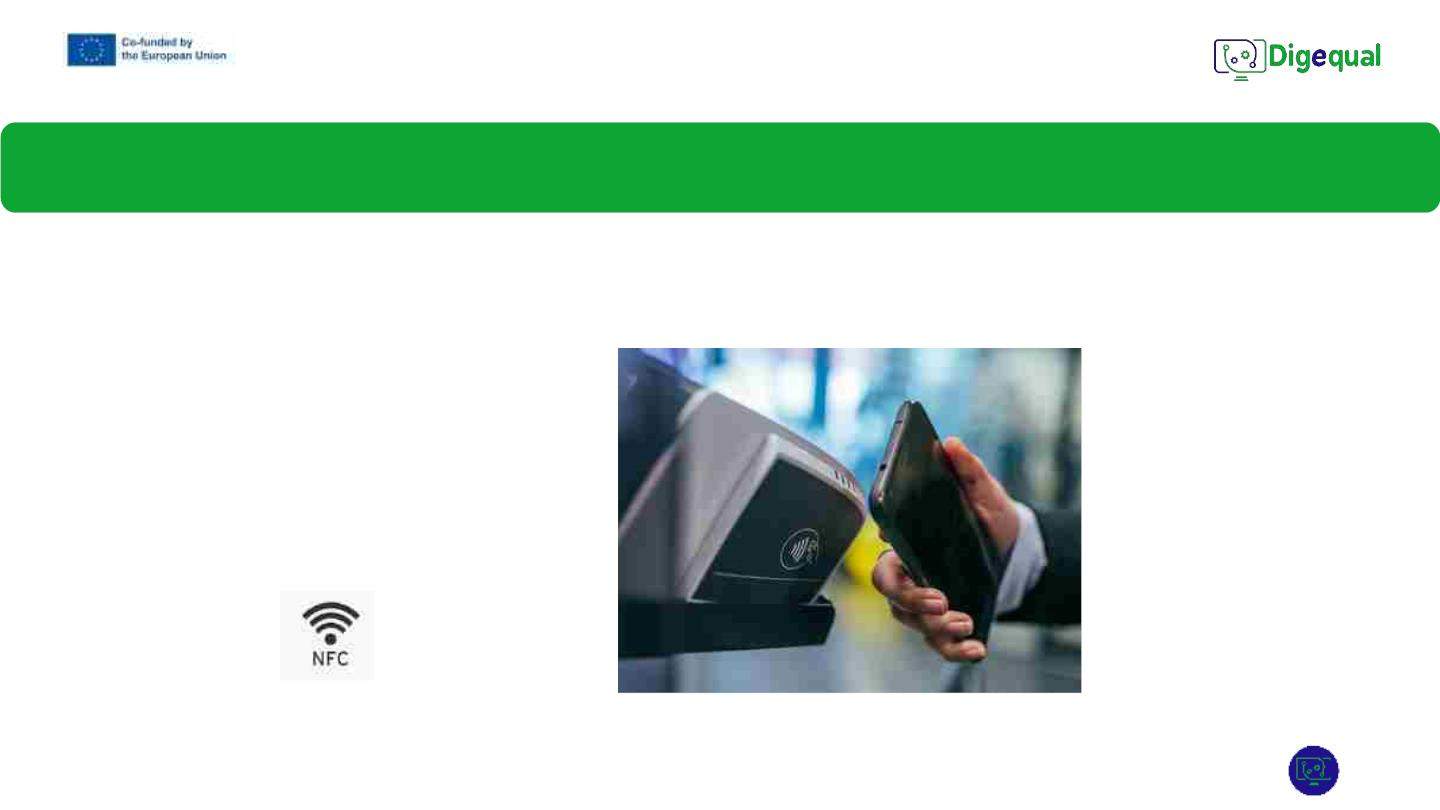 Co-funded by
the European Union
Digequal
NFC